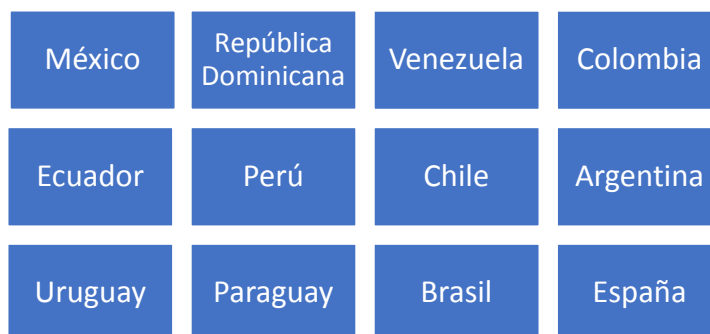 México
República
Dominicana
Venezuela
Colombia
Ecuador
Perú
Chile
Argentina
Uruguay
Paraguay
Brasil
España